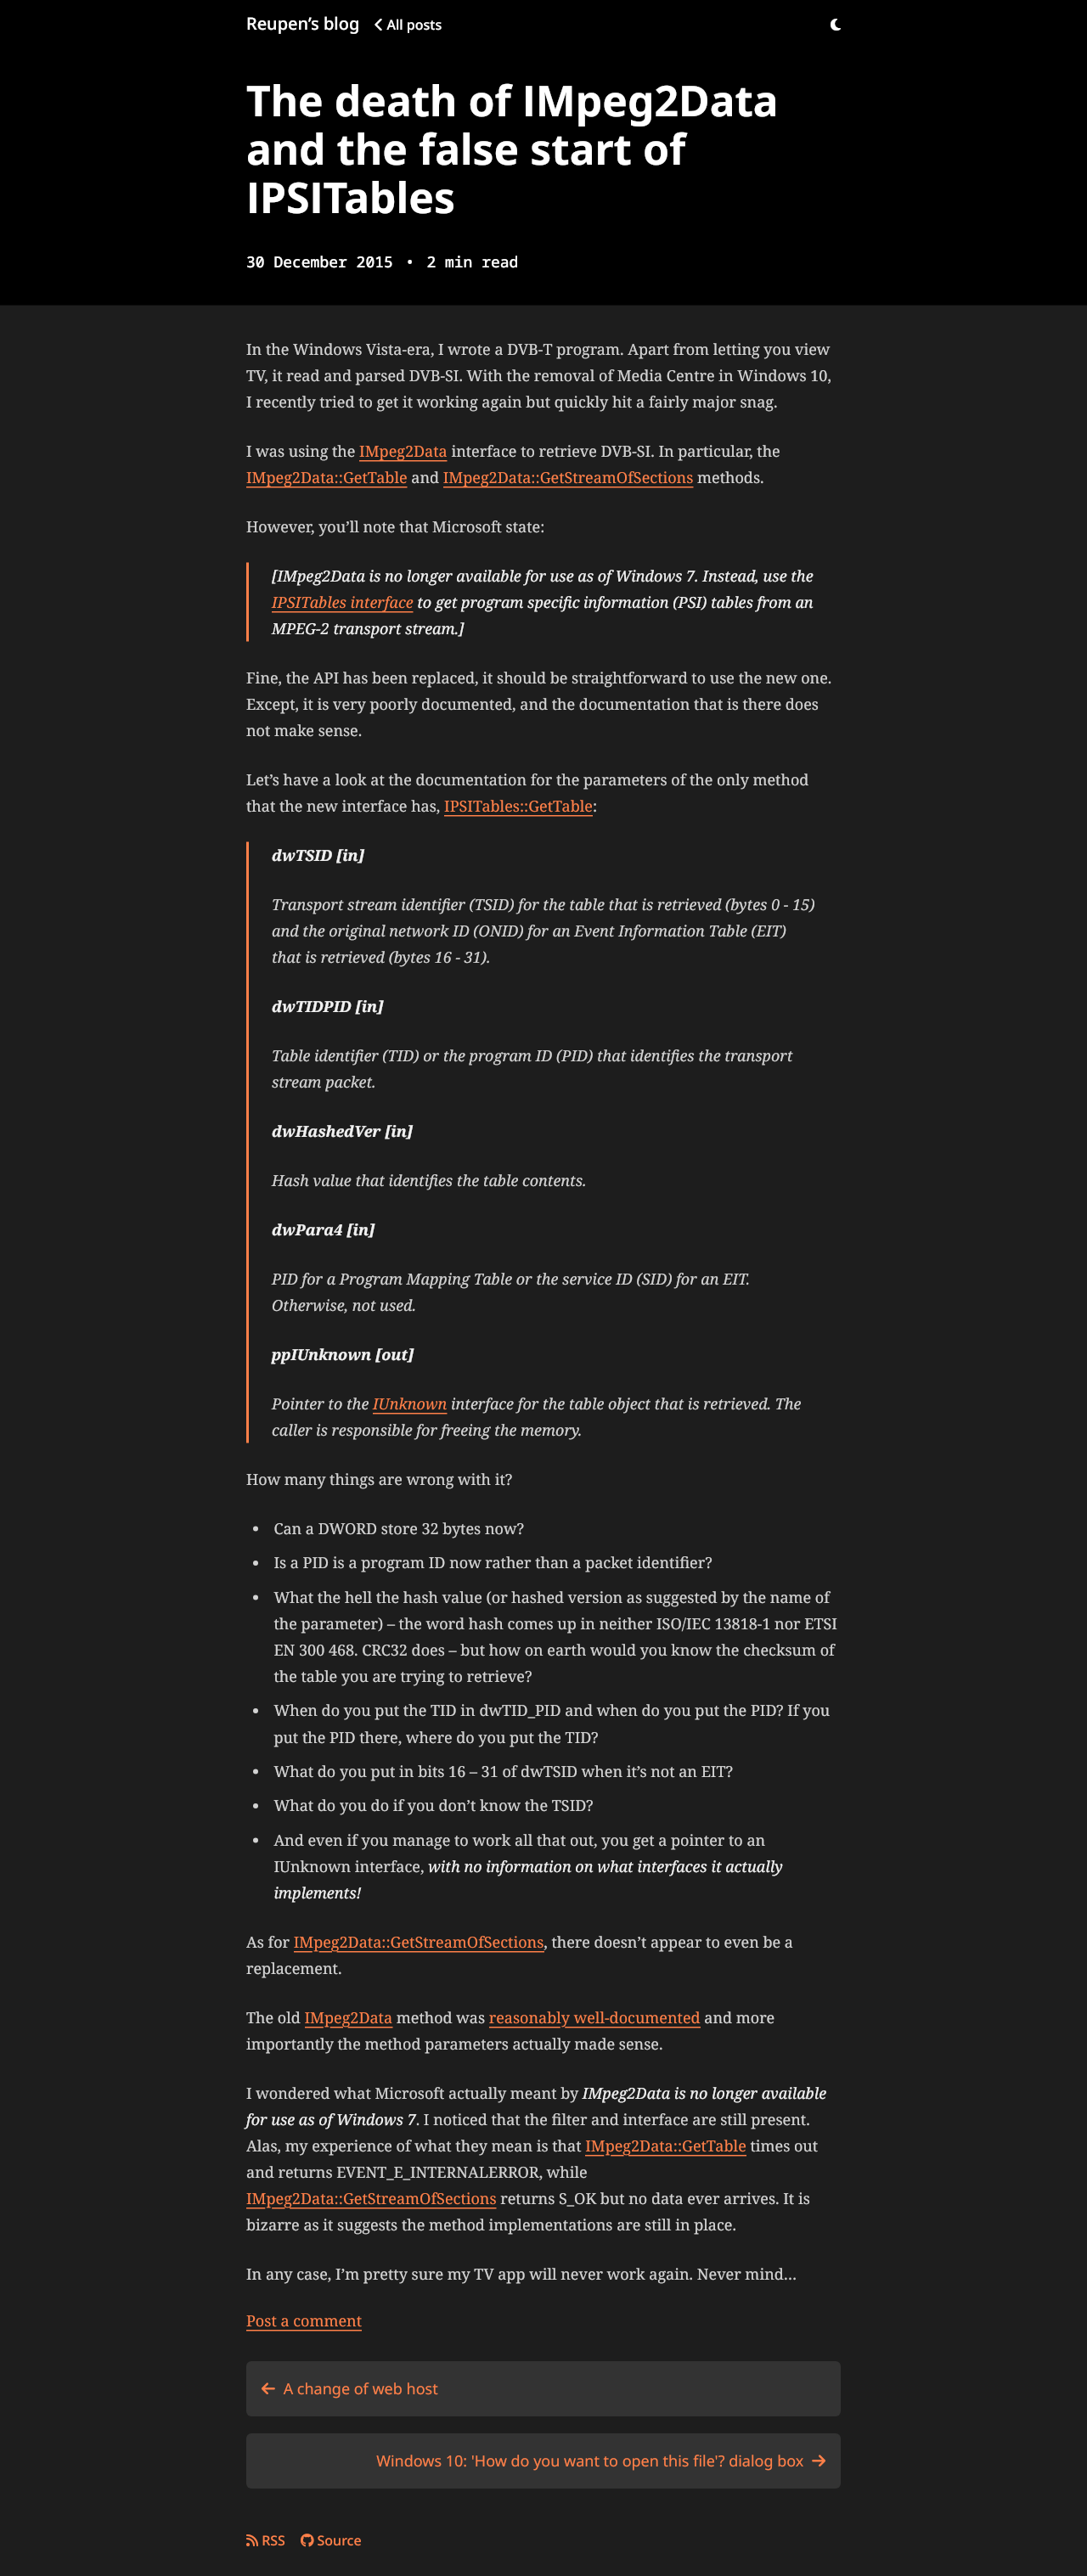 Reupen’s blog All posts
The death of IMpeg2Data
and the false start of
IPSITables
30 December 2015 • 2 min read
In the Windows Vista-era, I wrote a DVB-T program. Apart from letting you view
TV, it read and parsed DVB-SI. With the removal of Media Centre in Windows 10,
I recently tried to get it working again but quickly hit a fairly major snag.
I was using the IMpeg2Data interface to retrieve DVB-SI. In particular, the
IMpeg2Data::GetTable and IMpeg2Data::GetStreamOfSections methods.
However, you’ll note that Microsoft state:
[IMpeg2Data is no longer available for use as of Windows 7. Instead, use the
IPSITables interface to get program specific information (PSI) tables from an
MPEG-2 transport stream.]
Fine, the API has been replaced, it should be straightforward to use the new one.
Except, it is very poorly documented, and the documentation that is there does
not make sense.
Let’s have a look at the documentation for the parameters of the only method
that the new interface has, IPSITables::GetTable:
dwTSID [in]
Transport stream identifier (TSID) for the table that is retrieved (bytes 0 - 15)
and the original network ID (ONID) for an Event Information Table (EIT)
that is retrieved (bytes 16 - 31).
dwTIDPID [in]
Table identifier (TID) or the program ID (PID) that identifies the transport
stream packet.
dwHashedVer [in]
Hash value that identifies the table contents.
dwPara4 [in]
PID for a Program Mapping Table or the service ID (SID) for an EIT.
Otherwise, not used.
ppIUnknown [out]
Pointer to the IUnknown interface for the table object that is retrieved. The
caller is responsible for freeing the memory.
How many things are wrong with it?
• Can a DWORD store 32 bytes now?
• Is a PID is a program ID now rather than a packet identifier?
• What the hell the hash value (or hashed version as suggested by the name of
the parameter) – the word hash comes up in neither ISO/IEC 13818-1 nor ETSI
EN 300 468. CRC32 does – but how on earth would you know the checksum of
the table you are trying to retrieve?
• When do you put the TID in dwTID_PID and when do you put the PID? If you
put the PID there, where do you put the TID?
• What do you put in bits 16 – 31 of dwTSID when it’s not an EIT?
• What do you do if you don’t know the TSID?
• And even if you manage to work all that out, you get a pointer to an
IUnknown interface, with no information on what interfaces it actually
implements!
As for IMpeg2Data::GetStreamOfSections, there doesn’t appear to even be a
replacement.
The old IMpeg2Data method was reasonably well-documented and more
importantly the method parameters actually made sense.
I wondered what Microsoft actually meant by IMpeg2Data is no longer available
for use as of Windows 7. I noticed that the filter and interface are still present.
Alas, my experience of what they mean is that IMpeg2Data::GetTable times out
and returns EVENT_E_INTERNALERROR, while
IMpeg2Data::GetStreamOfSections returns S_OK but no data ever arrives. It is
bizarre as it suggests the method implementations are still in place.
In any case, I’m pretty sure my TV app will never work again. Never mind…
Post a comment
← A change of web host
Windows 10: 'How do you want to open this file'? dialog box →
RSS Source